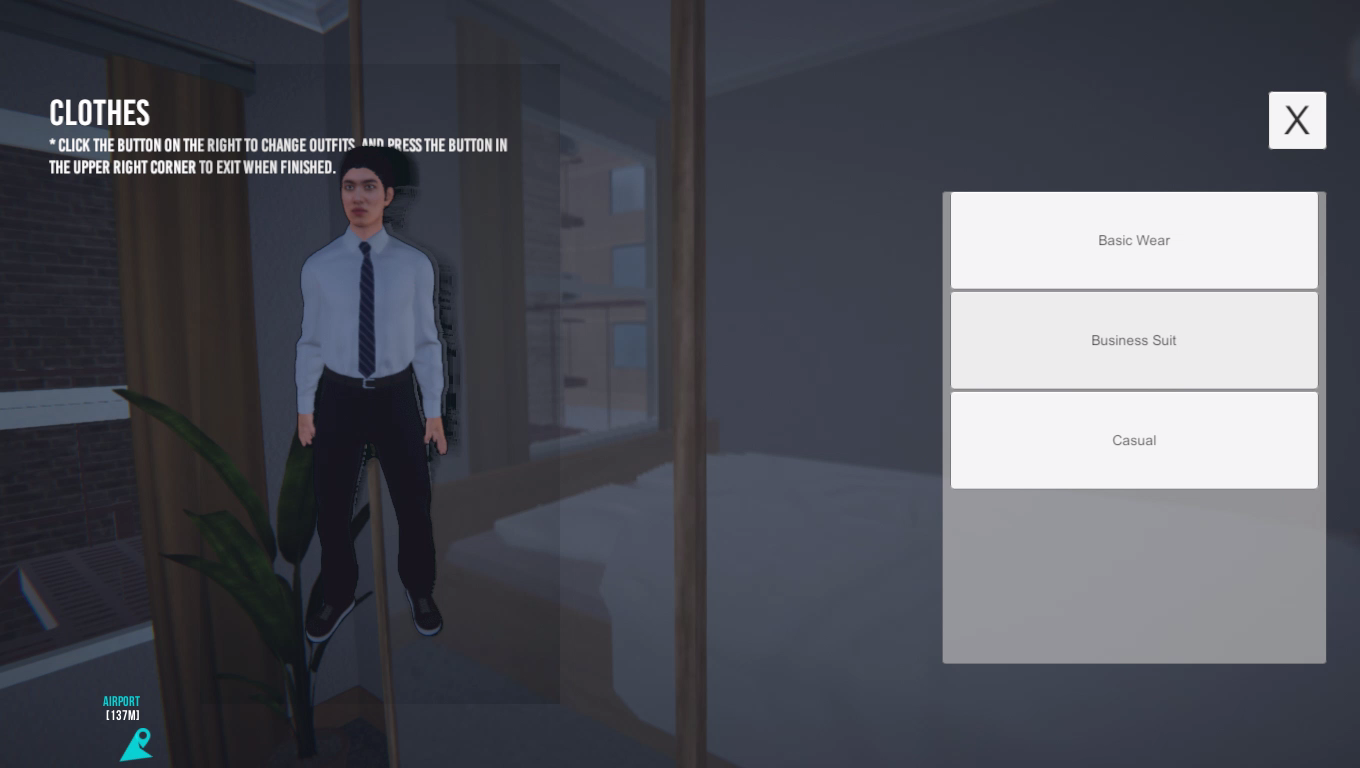 CLOTHES
* CLICK THE BUTTON ON THE RIGHT TO CHANGE OUTFITS, AND PRESS THE BUTTON IN
THE UPPER RIGHT CORNER TO EXIT WHEN FINISHED.
X
Basic Wear
Business Suit
Casual
AIRPORT
[137M]